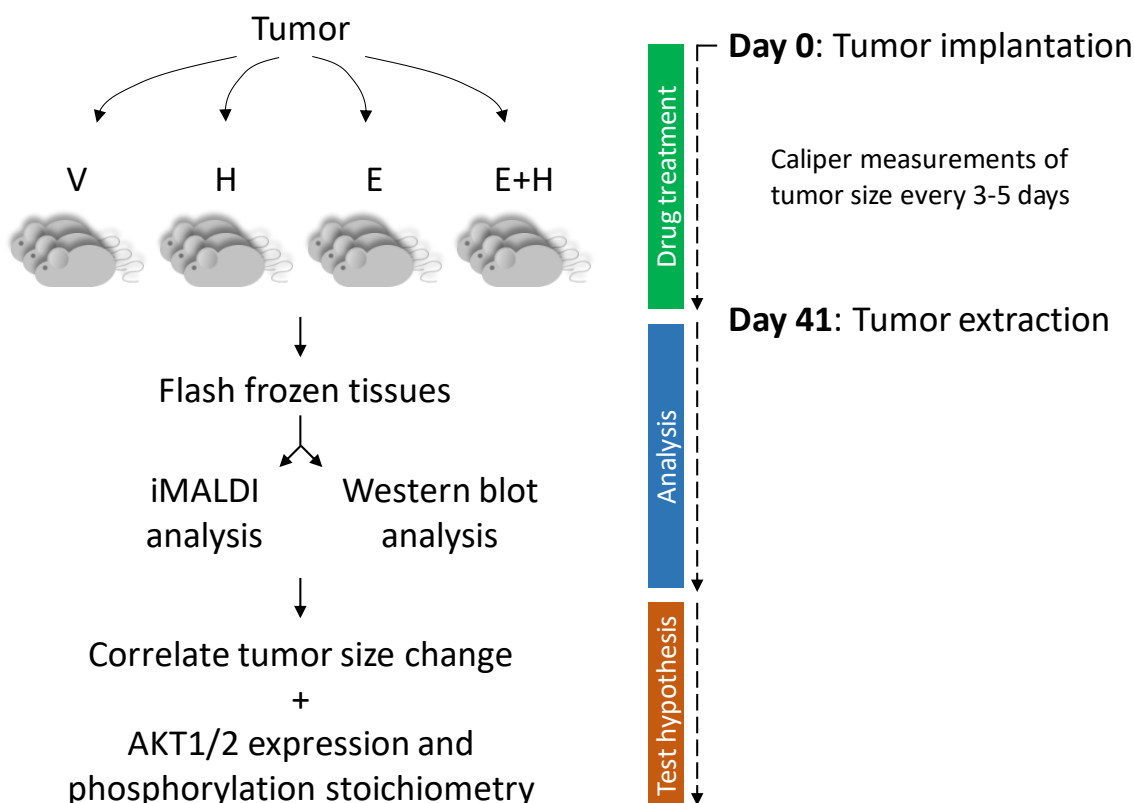 Tumor
V
H
E
E+H
Flash frozen tissues
iMALDI
analysis
Western blot
analysis
Correlate tumor size change
+
AKT1/2 expression and
phosphorylation stoichiometry
Drug treatment
Analysis
Test hypothesis
Day 0: Tumor implantation
Caliper measurements of
tumor size every 3-5 days
Day 41: Tumor extraction